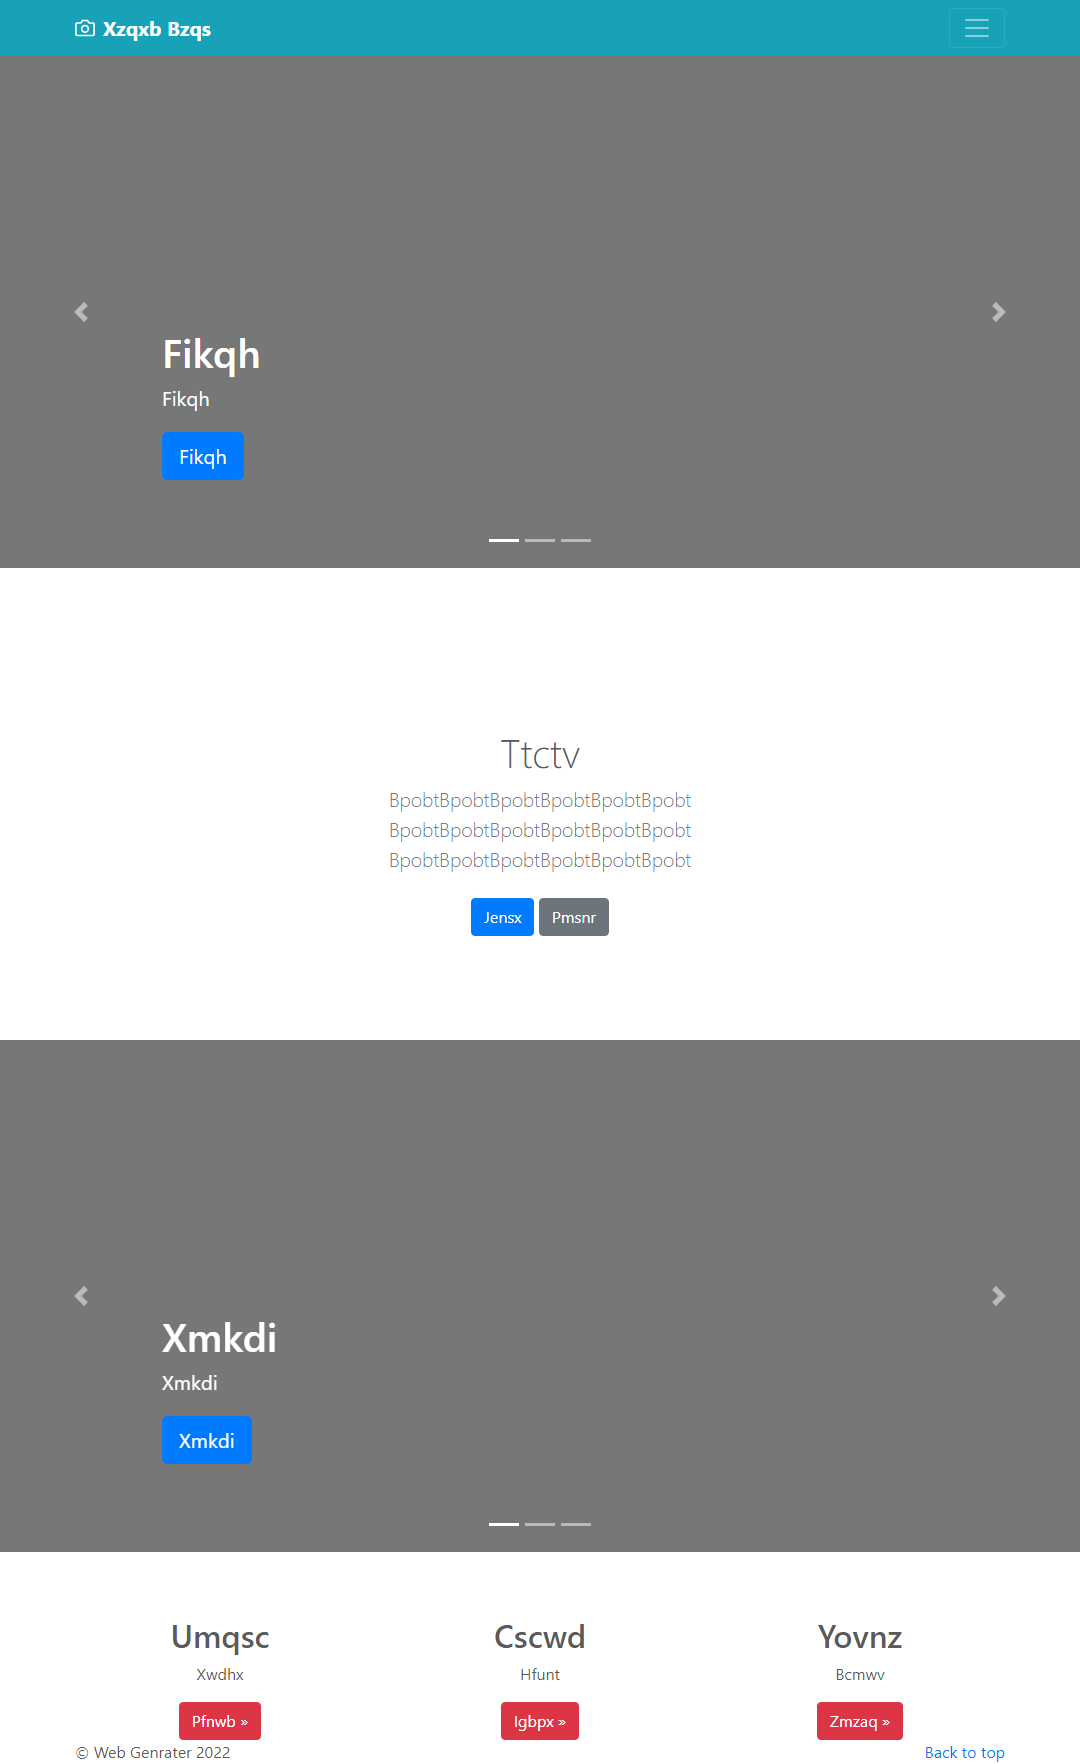 Xzqxb Bzqs
Fikqh
Fikqh
Fikqh
Ttctv
BpobtBpobtBpobtBpobtBpobtBpobt
BpobtBpobtBpobtBpobtBpobtBpobt
BpobtBpobtBpobtBpobtBpobtBpobt
Jensx Pmsnr
Xmkdi
Xmkdi
Xmkdi
Umqsc Cscwd Yovnz
Xwdhx Hfunt Bcmwv
Pfnwb » Igbpx » Zmzaq »
© Web Genrater 2022 Back to top